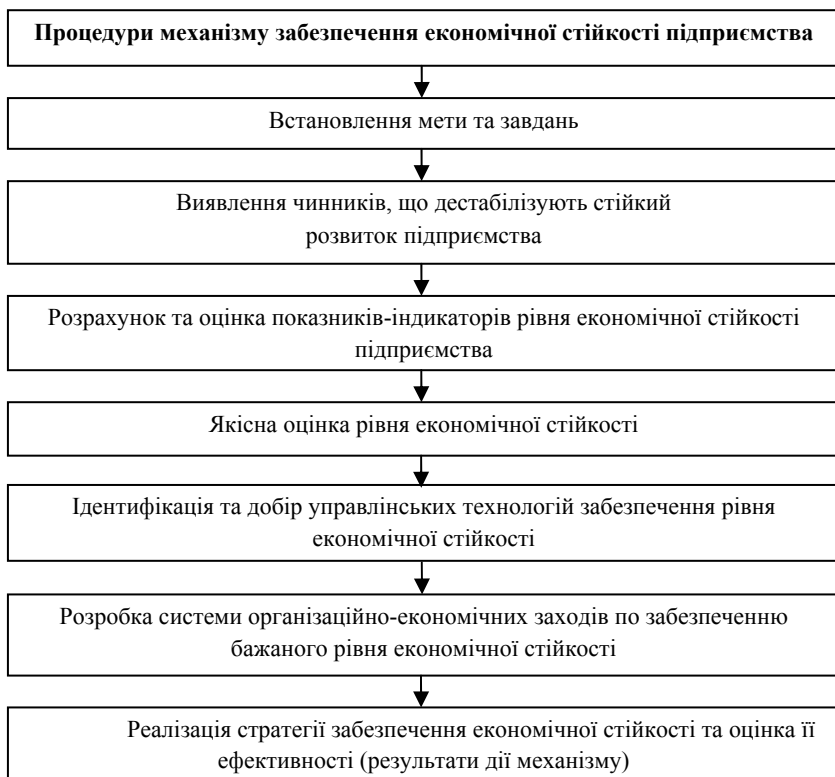 Процедури механізму забезпечення економічної стійкості підприємства
Встановлення мети та завдань
Виявлення чинників, що дестабілізують стійкий
розвиток підприємства
Розрахунок та оцінка показників-індикаторів рівня економічної стійкості
підприємства
Якісна оцінка рівня економічної стійкості
Ідентифікація та добір управлінських технологій забезпечення рівня
економічної стійкості
Розробка системи організаційно-економічних заходів по забезпеченню
бажаного рівня економічної стійкості
Реалізація стратегії забезпечення економічної стійкості та оцінка її
ефективності (результати дії механізму)